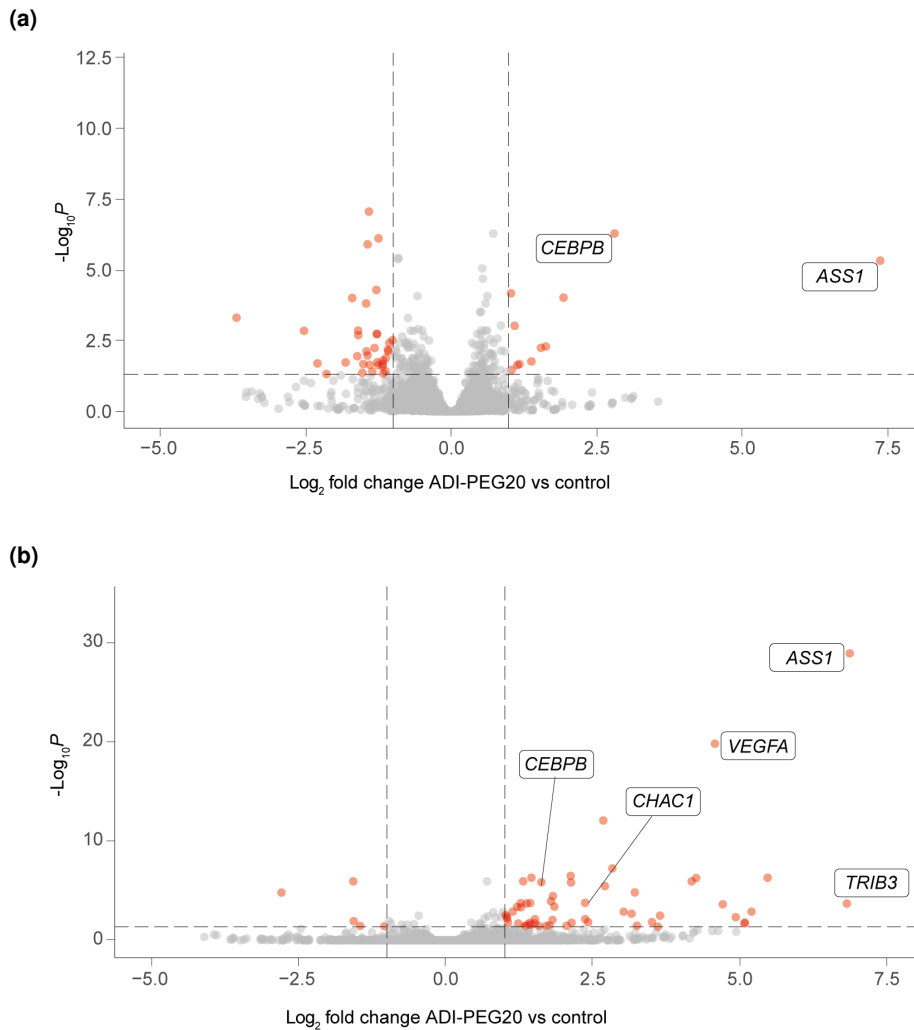 (a)
12.5
10.0
7.5
5.0
2.5
0.0
-Log10P
CEBPB
ASS1
−5.0 −2.5 0.0 2.5 5.0 7.5
Log2 fold change ADI-PEG20 vs control
(b)
30
20
10
0
-Log10P
ASS1
VEGFA
CEBPB
CHAC1
TRIB3
−5.0 −2.5 0.0 2.5 5.0 7.5
Log2 fold change ADI-PEG20 vs control